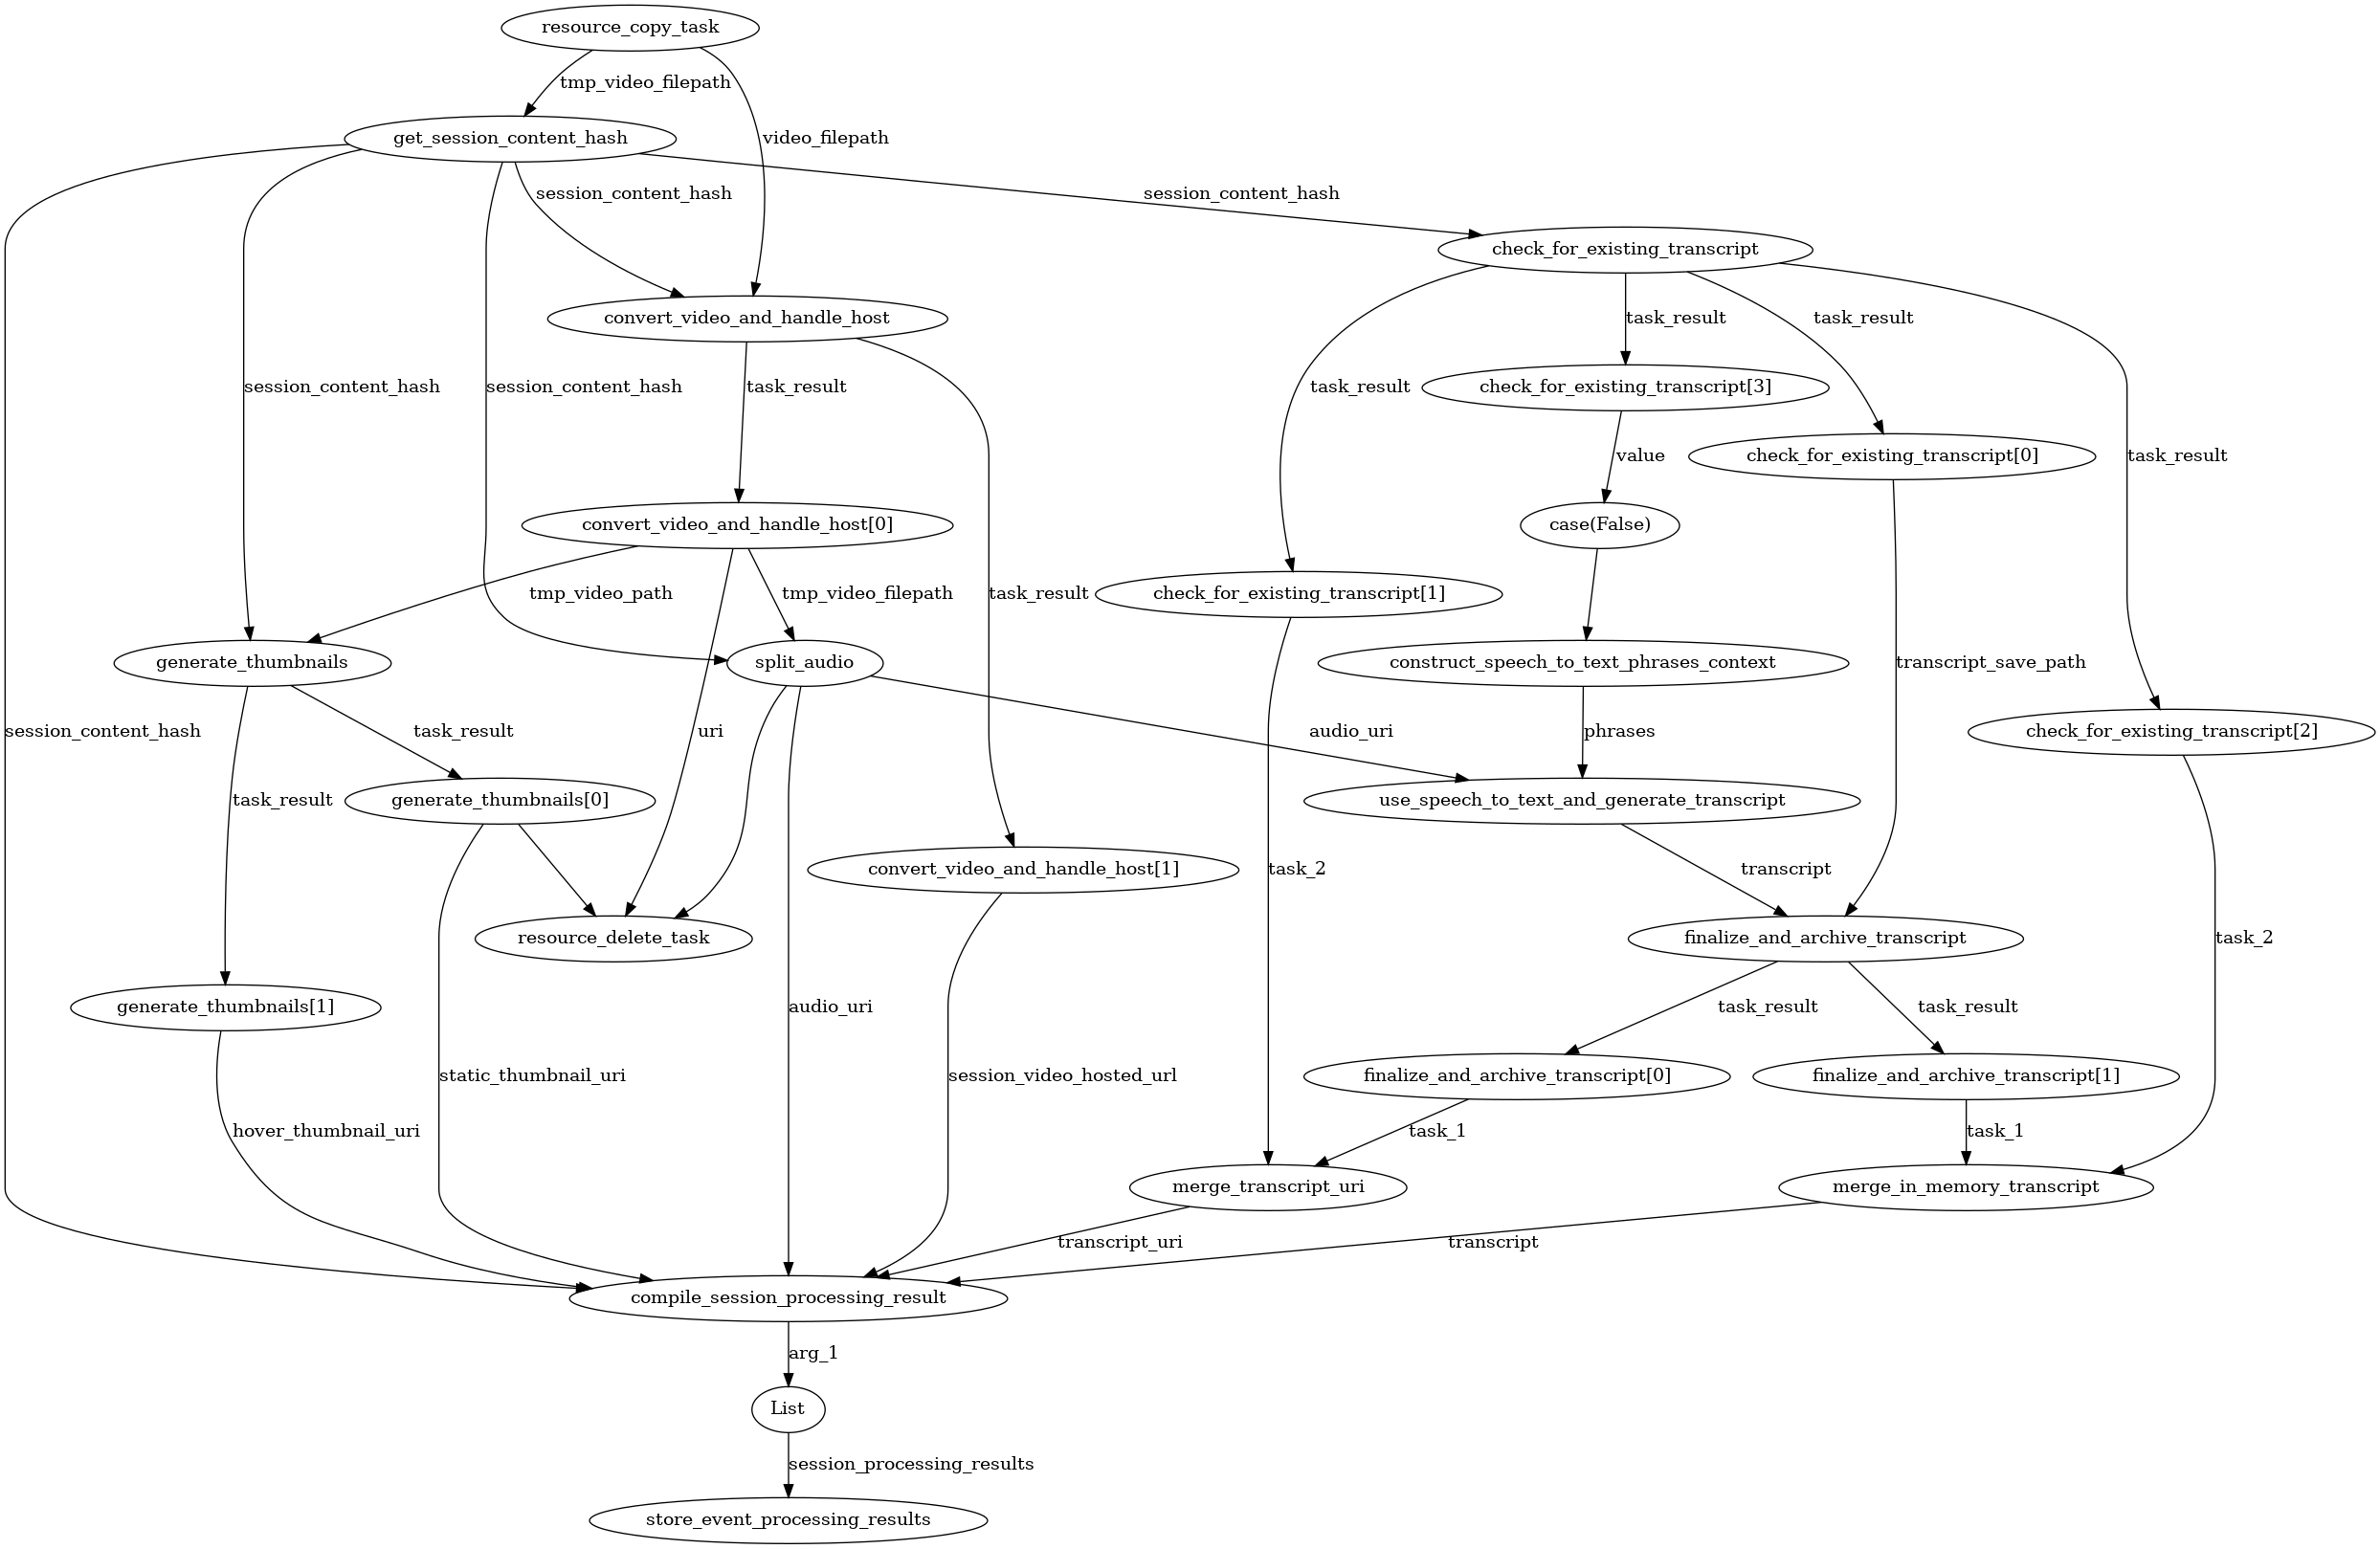 resource_copy_task
tmp_video_filepath
get_session_content_hash
video_filepath
session_content_hash
session_content_hash
check_for_existing_transcript
convert_video_and_handle_host
task_result
task_result
session_content_hash
session_content_hash
task_result
task_result
check_for_existing_transcript[3]
value
check_for_existing_transcript[0]
task_result
convert_video_and_handle_host[0]
case(False)
tmp_video_path
tmp_video_filepath
task_result
check_for_existing_transcript[1]
generate_thumbnails
split_audio
construct_speech_to_text_phrases_context
transcript_save_path
session_content_hash
task_result
uri
audio_uri
phrases
check_for_existing_transcript[2]
task_result
generate_thumbnails[0]
use_speech_to_text_and_generate_transcript
convert_video_and_handle_host[1]
task_2
transcript
resource_delete_task
finalize_and_archive_transcript
task_2
generate_thumbnails[1]
audio_uri
task_result
task_result
static_thumbnail_uri
session_video_hosted_url
finalize_and_archive_transcript[0]
finalize_and_archive_transcript[1]
hover_thumbnail_uri
task_1
task_1
merge_transcript_uri
merge_in_memory_transcript
transcript_uri
transcript
compile_session_processing_result
arg_1
List
session_processing_results
store_event_processing_results